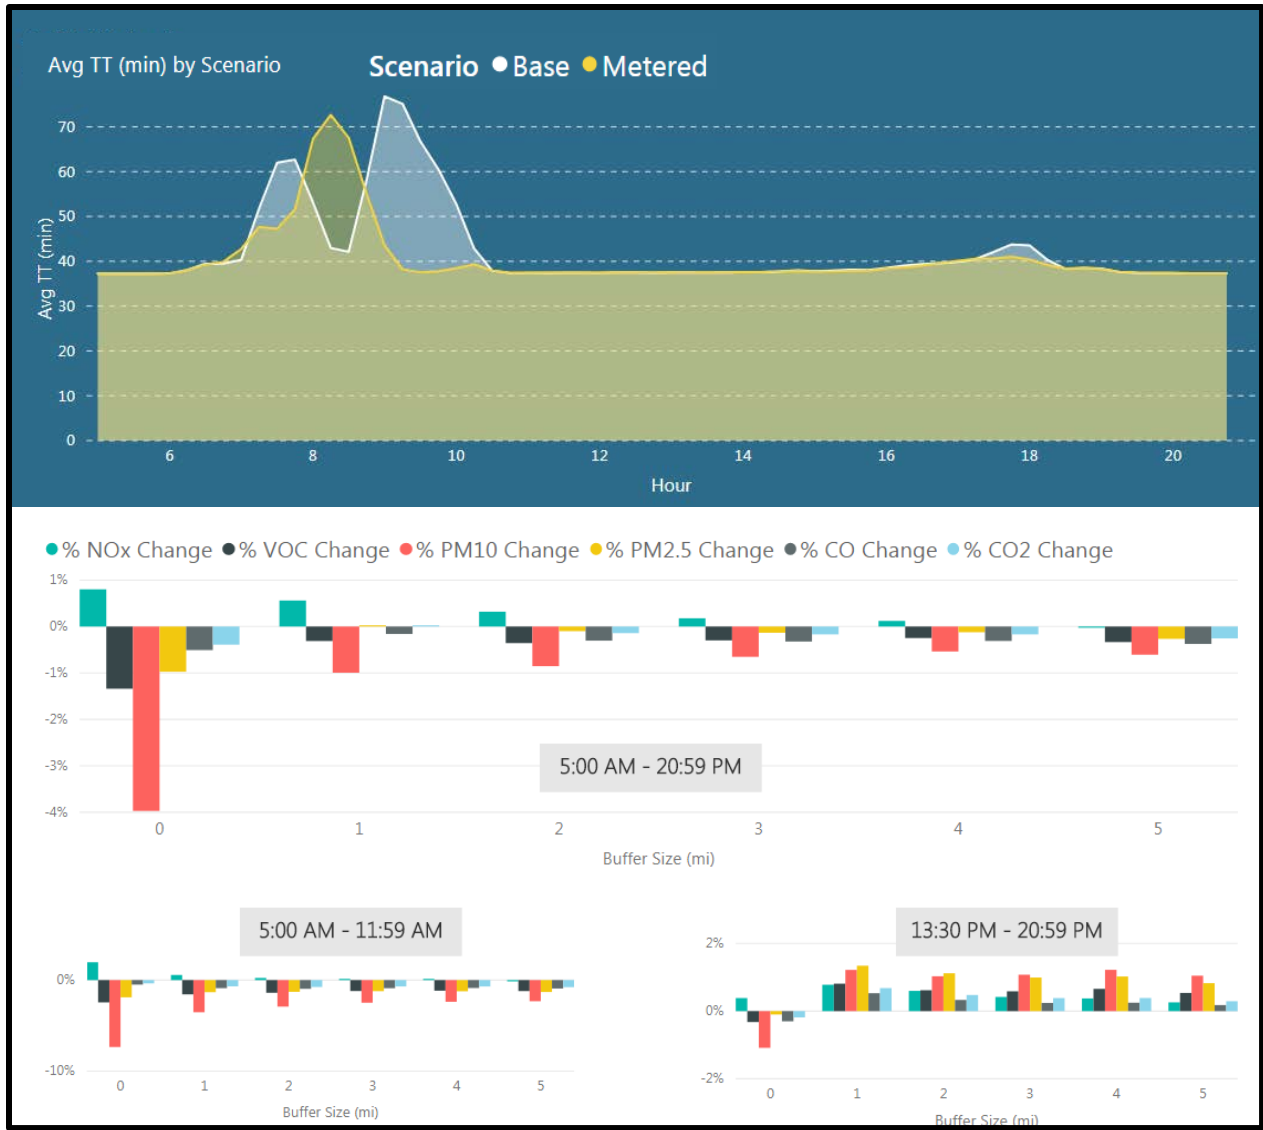 Avg TT (min) by Scenario
Scenario Base Metered
70
60
50
40
30
20
10
0
Avg TT (min)
6 8 10 12 14 16 18 20
Hour
% NOx Change % VOC Change % PM10 Change % PM2.5 Change % CO Change % CO2 Change
1%
0%
-1%
-2%
-3%
-4%
5:00 AM - 20:59 PM
0 1 2 3 4 5
Buffer Size (mi)
5:00 AM - 11:59 AM
0%
-10%
0 1 2 3 4 5
Buffer Size (mi)
13:30 PM - 20:59 PM
2%
0%
-2%
0 1 2 3 4 5
Buffer Size (mi)